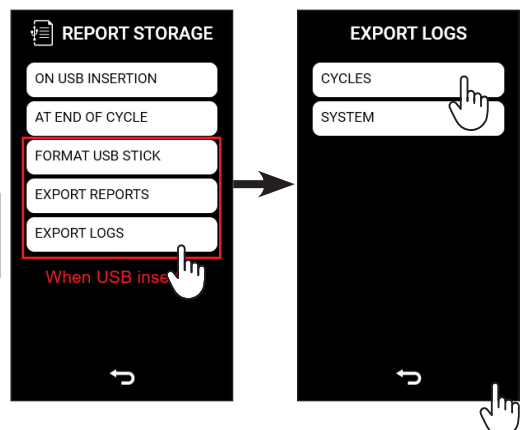 REPORT STORAGE
ON USB INSERTION
AT END OF CYCLE
FORMAT USB STICK
EXPORT REPORTS
EXPORT LOGS
When USB
EXPORT LOGS
CYCLES
SYSTEM